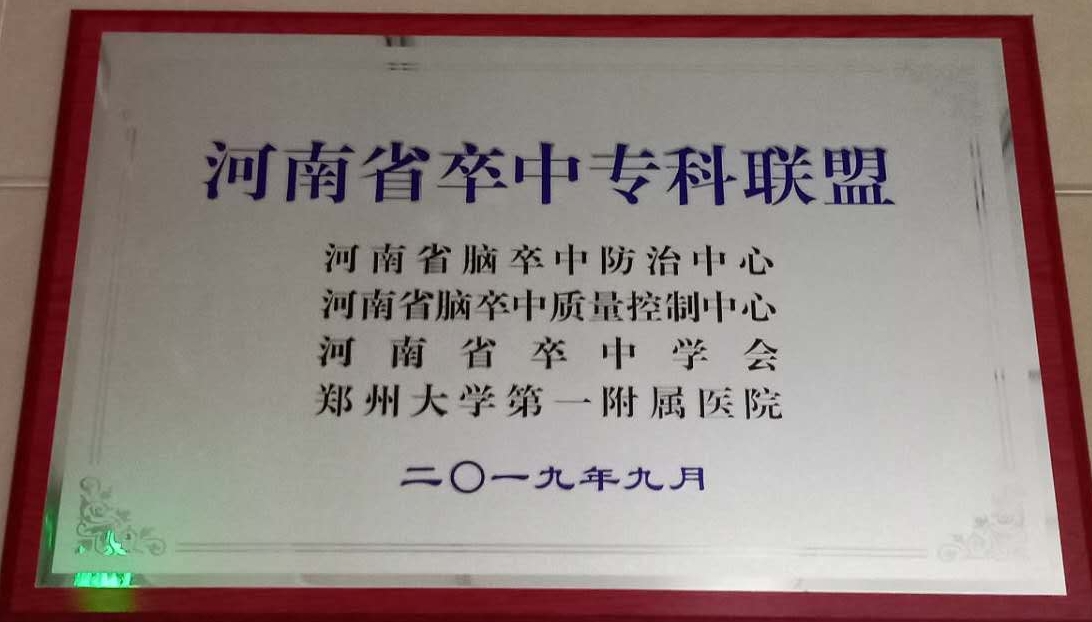 河南省卒中专科联盟
河南省脑卒中防治中心
河南省脑卒中质量控制中心
河南省卒中学会
郑州大学第一附属医院
二〇一九年九月